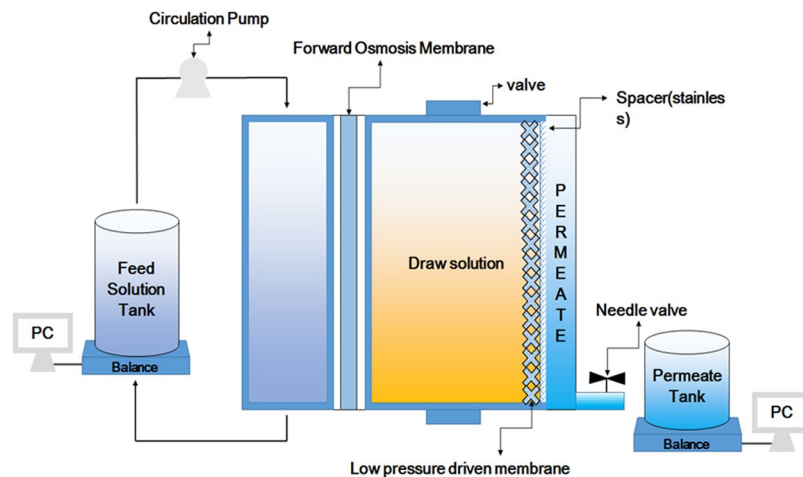 Circulation Pump
Forward Osmosis Membrane
valve
Spacer(stainles
s)
PERMEATE
Draw solution
Feed
Solution
Tank
PC
Balance
Needle valve
Permeate
Tank
PC
Balance
Low pressure driven membrane